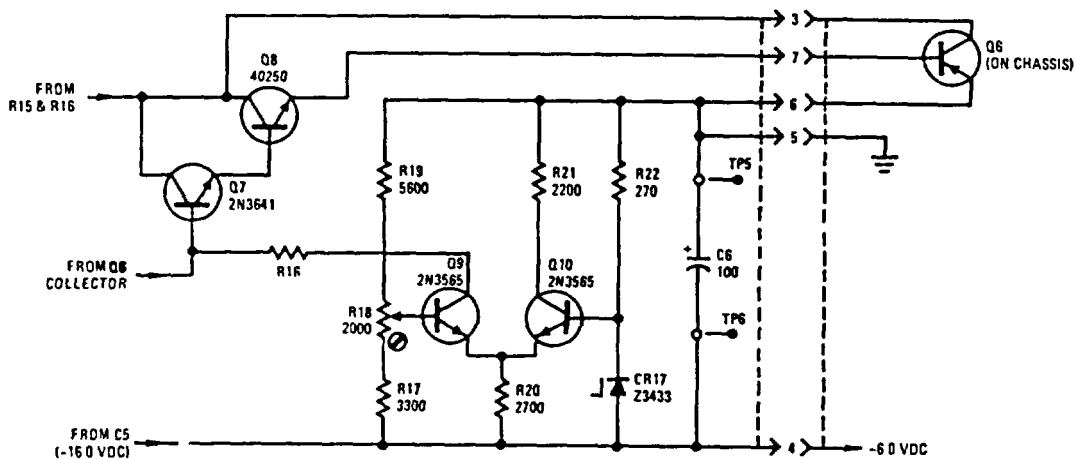 3
Q8
40250
7
Q6
(ON CHASSIS)
FROM
R15 & R16
6
5
R19
5600
R21
2200
R22
270
TP5
Q7
2N3641
C6
100
+
R16
Q9
2N3565
Q10
2N3565
FROM Q6
COLLECTOR
R18
2000
TP6
R17
3300
R20
2700
CR17
Z3433
FROM C5
(-16 0 VDC)
4
-6 0 VDC